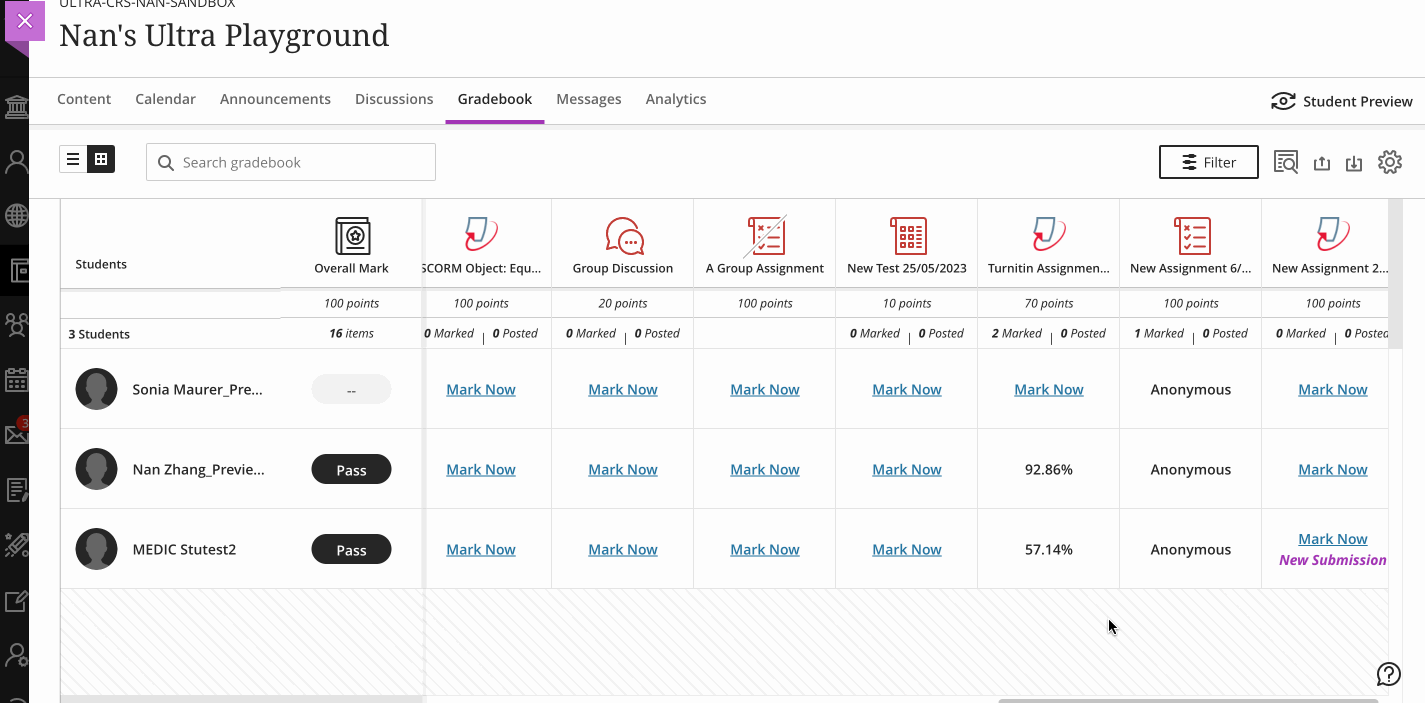 ULTRA-CRS-NAN-SANDBOX
Nan's Ultra Playground
Content Calendar Announcements Discussions Gradebook Messages Analytics Student Preview
Search gradebook Filter
Students Overall Mark SCORM Object: Equ... Group Discussion A Group Assignment New Test 25/05/2023 Turnitin Assignmen... New Assignment 6/... New Assignment 2...
100 points 100 points 20 points 100 points 10 points 70 points 100 points 100 points
3 Students 16 items 0 Marked | 0 Posted 0 Marked | 0 Posted 0 Marked | 0 Posted 2 Marked | 0 Posted 1 Marked | 0 Posted 0 Marked | 0 Posted
Sonia Maurer_Pre... -- Mark Now Mark Now Mark Now Mark Now Mark Now Anonymous Mark Now
3
Nan Zhang_Previe... Pass Mark Now Mark Now Mark Now Mark Now 92.86% Anonymous Mark Now
MEDIC Stutest2 Pass Mark Now Mark Now Mark Now Mark Now 57.14% Anonymous Mark Now
New Submission